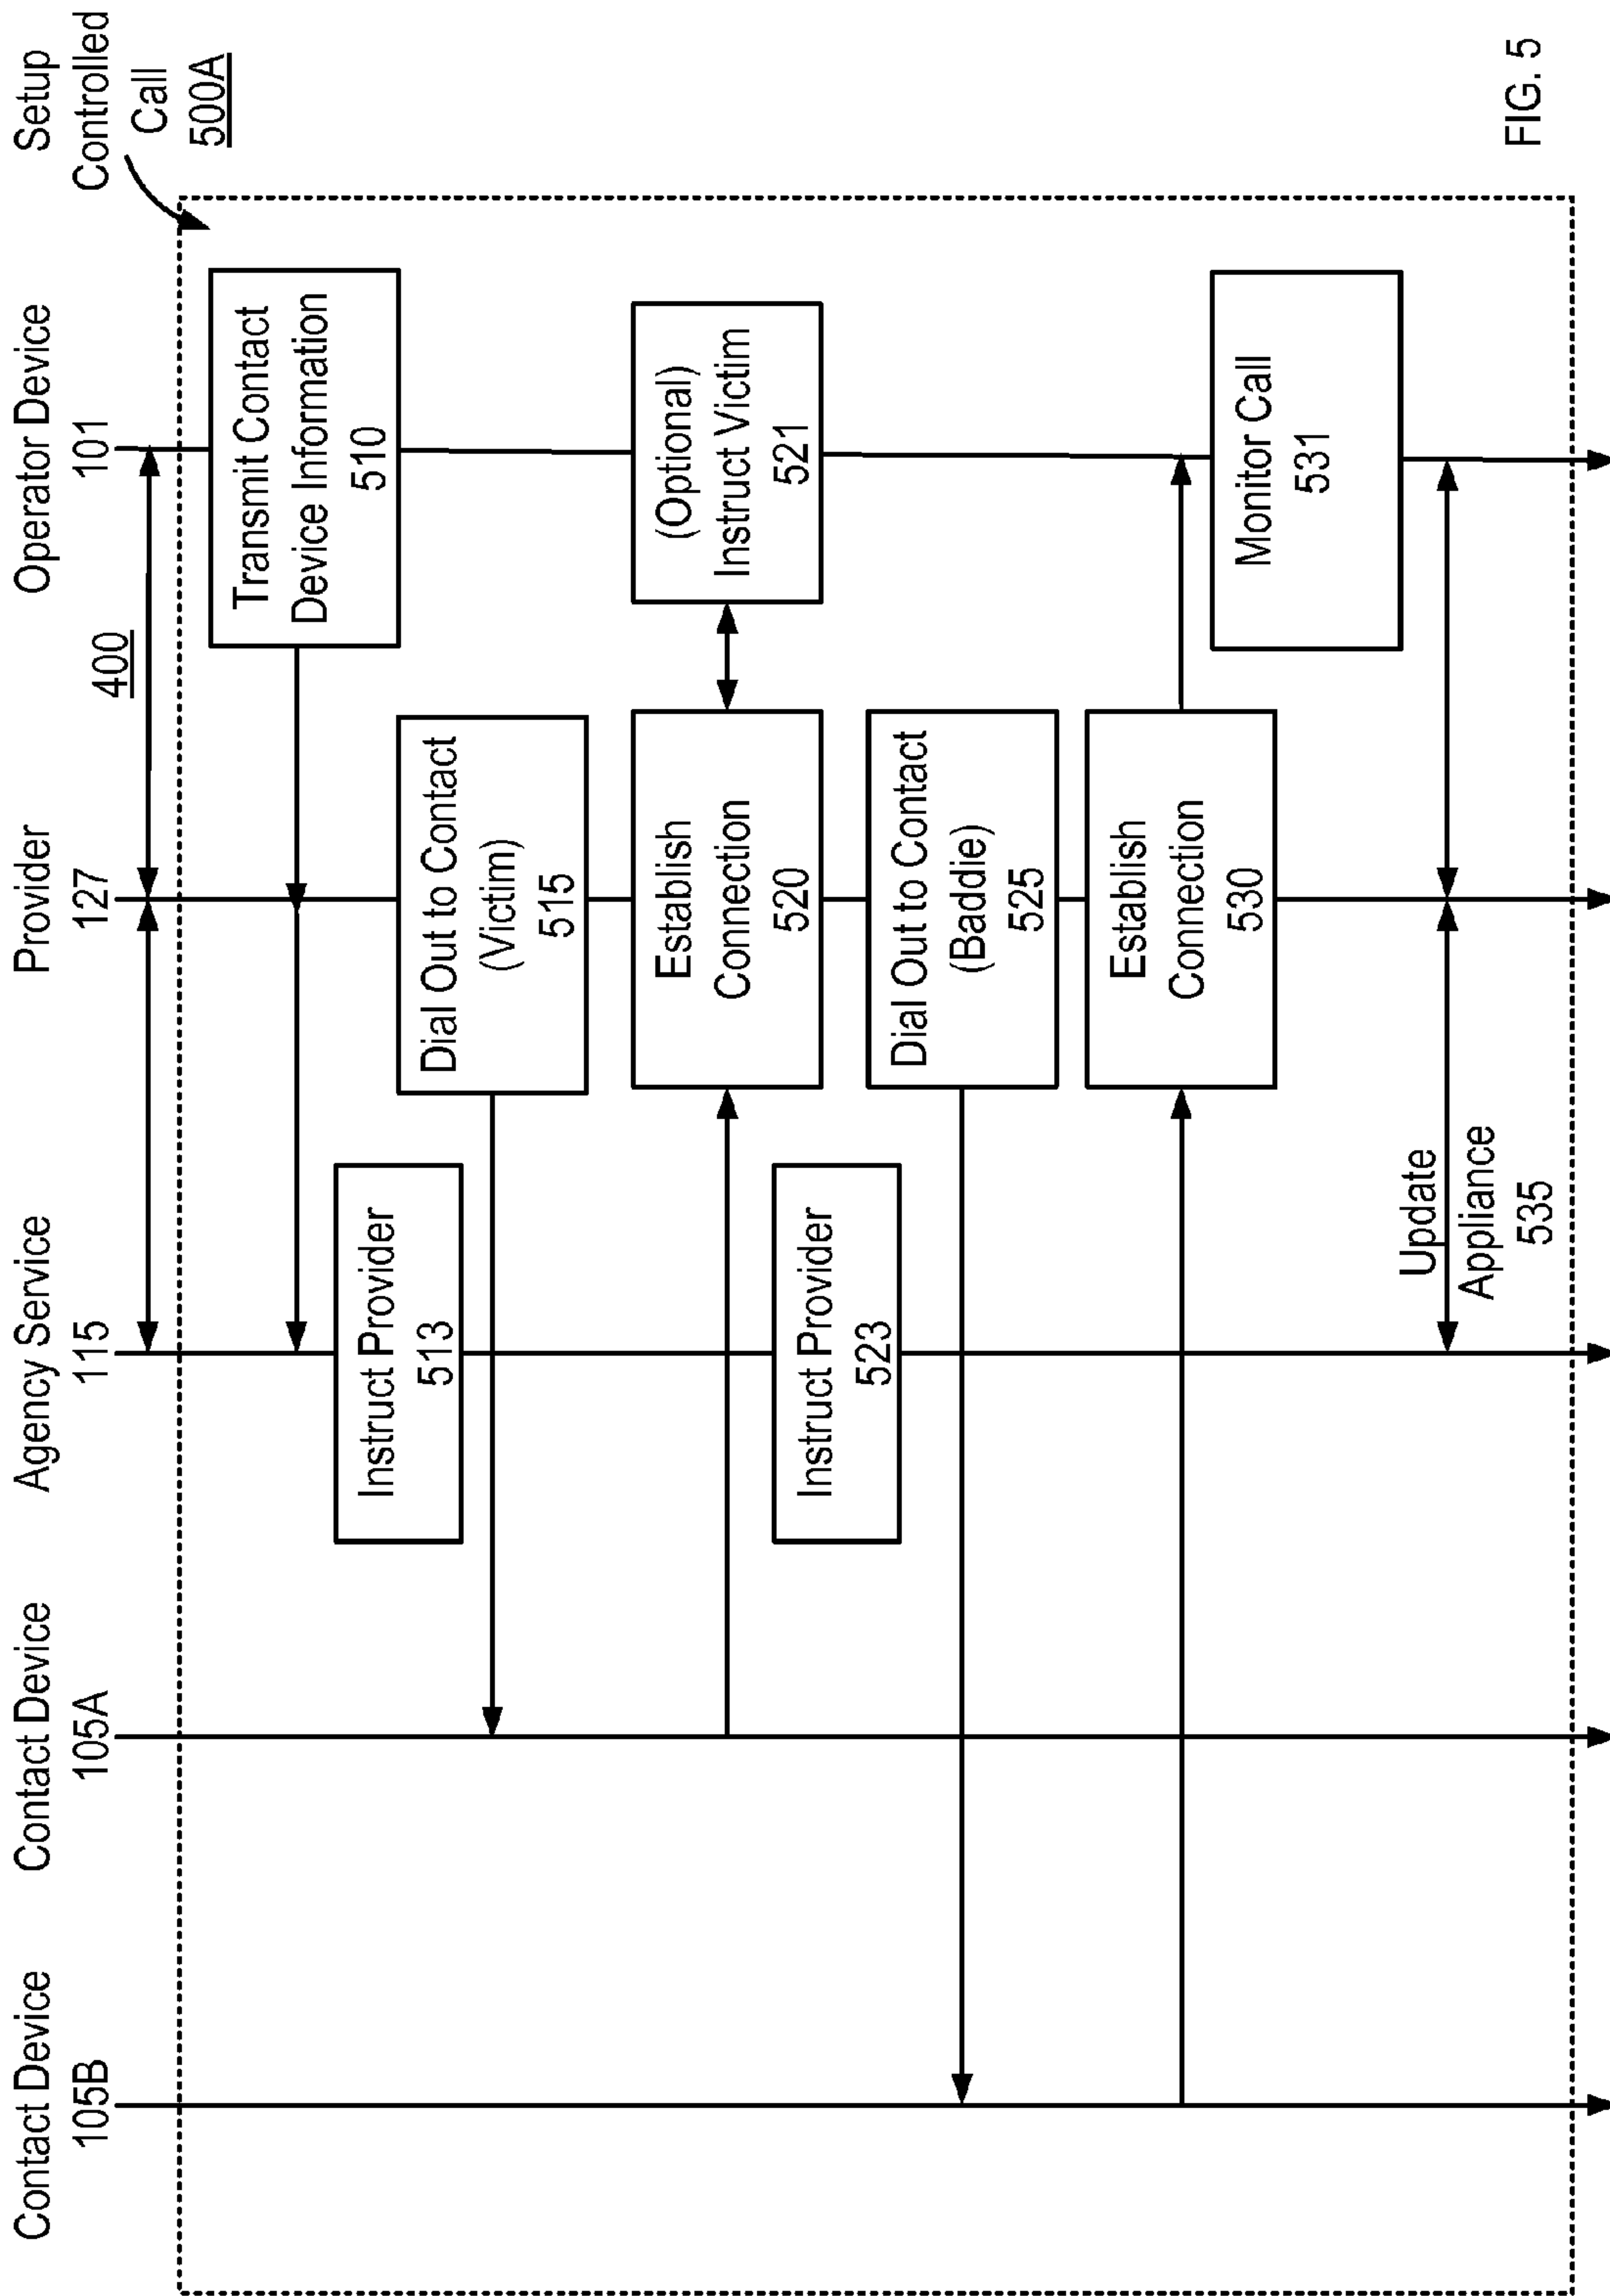 Contact Device
105B
Contact Device
105A
Agency Service
115
Provider
127
Operator Device
101
Setup
Controlled
Call
500A
400
Transmit Contact
Device Information
510
Instruct Provider
513
Dial Out to Contact
(Victim)
515
Establish
Connection
520
(Optional)
Instruct Victim
521
Instruct Provider
523
Dial Out to Contact
(Baddie)
525
Establish
Connection
530
Monitor Call
531
Update
Appliance
535
FIG. 5